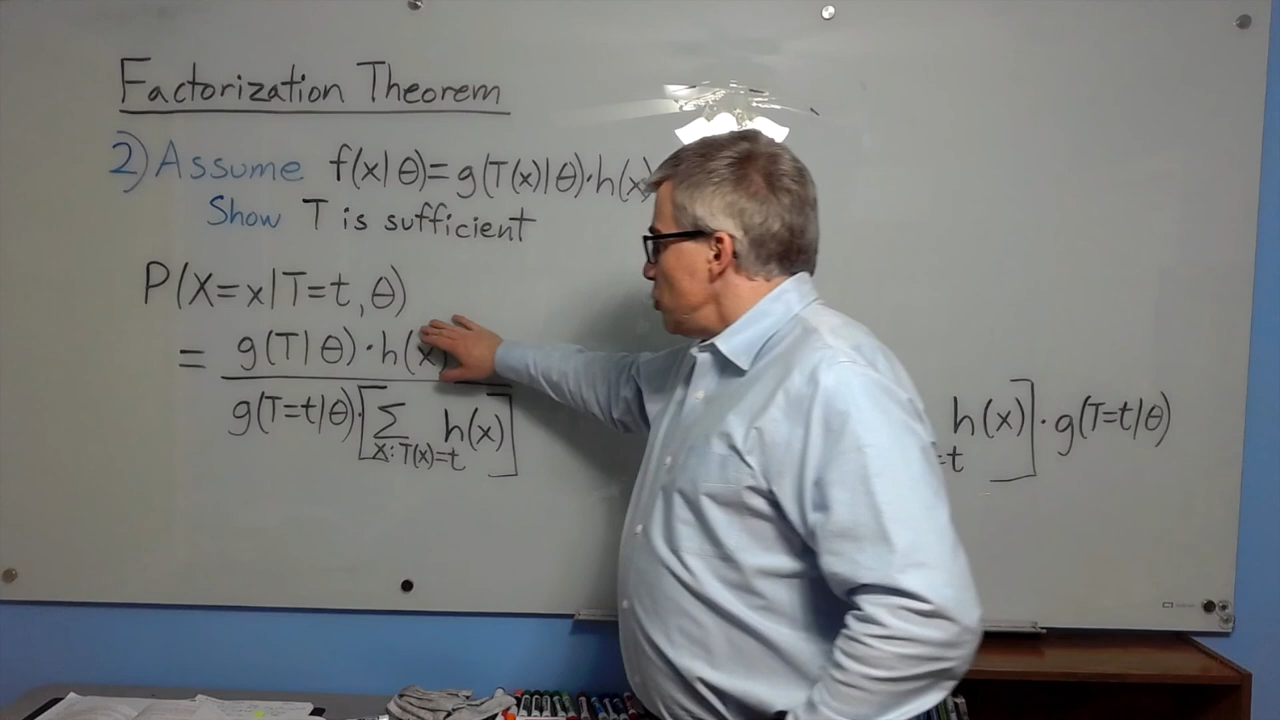 Factorization Theorem
2) Assume f(x|θ)=g(T(x)|θ)·h(x)
Show T is sufficient
P(X=x|T=t,θ)
= g(T|θ)·h(x)
g(T=t|θ)·[∑ h(x)]
x:T(x)=t
h(x)]·g(T=t|θ)
=t